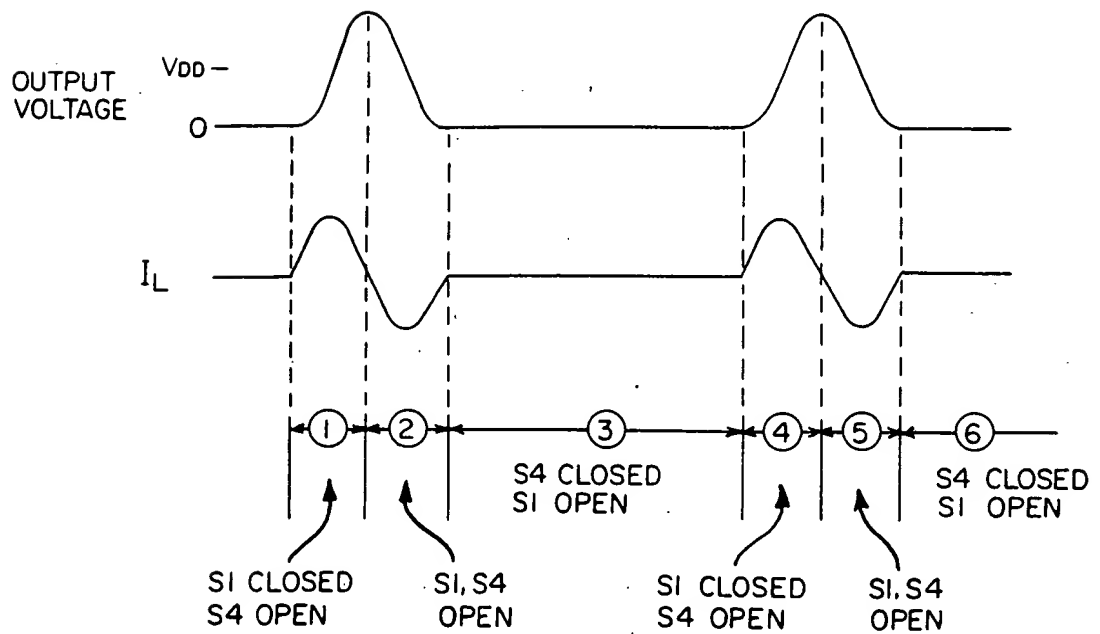 VDD
OUTPUT
VOLTAGE
0
IL
1
2
3
4
5
6
S4 CLOSED
S1 OPEN
S4 CLOSED
S1 OPEN
S1 CLOSED
S4 OPEN
S1, S4
OPEN
S1 CLOSED
S4 OPEN
S1, S4
OPEN